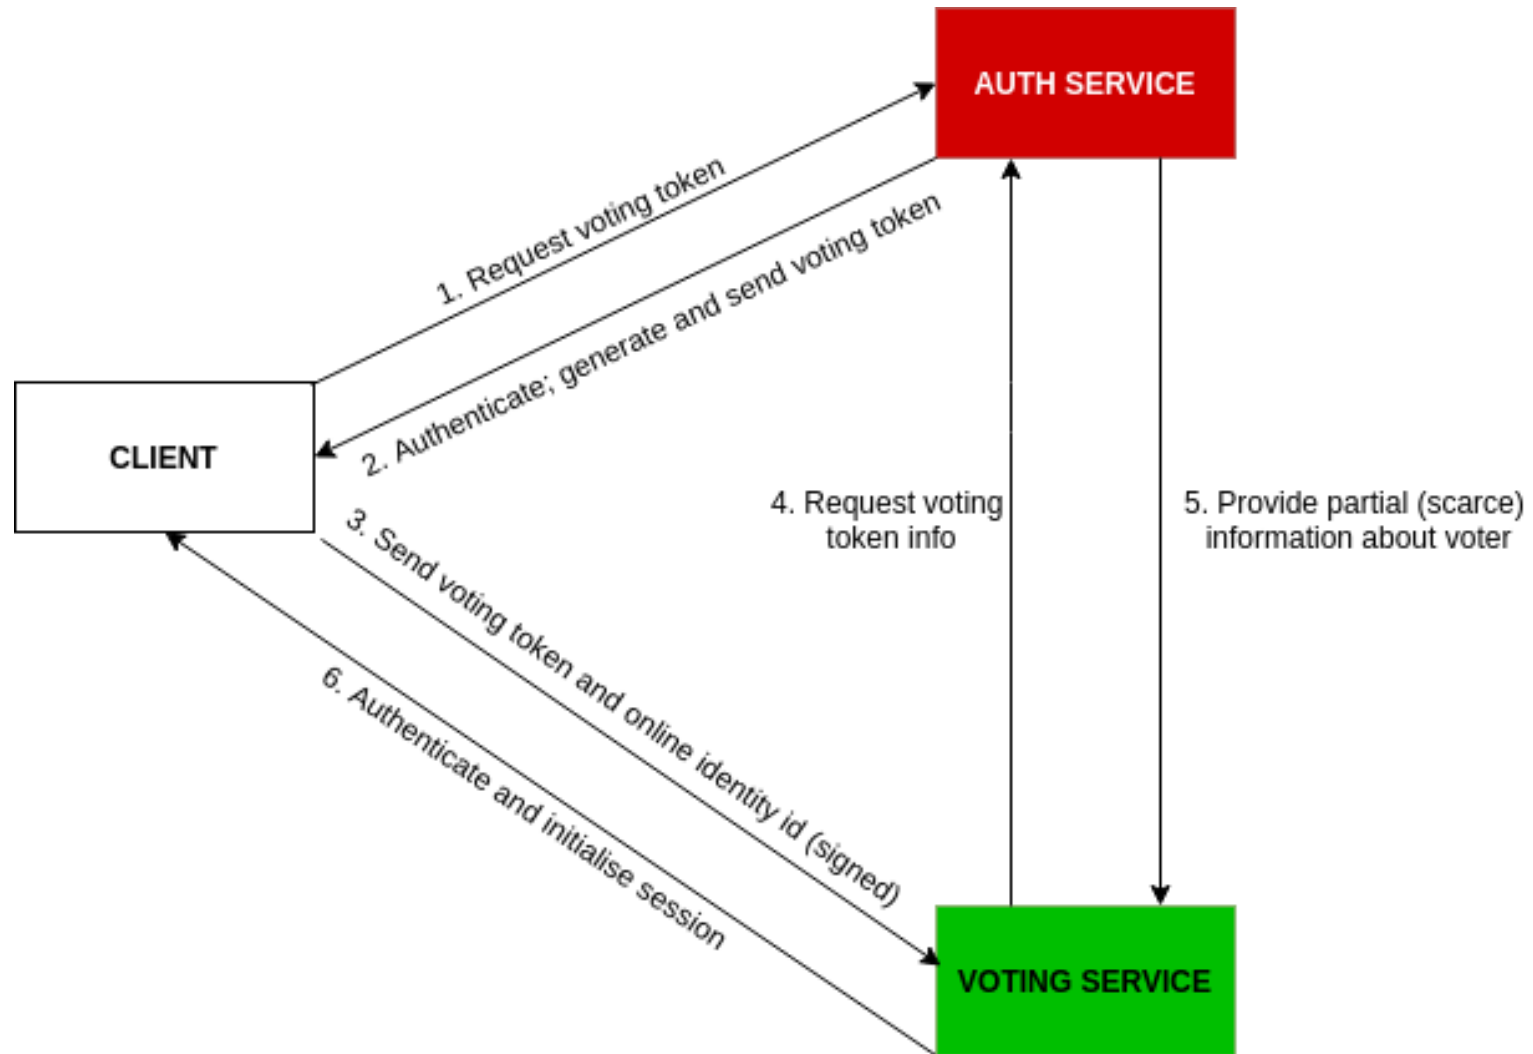 AUTH SERVICE
1. Request voting token
2. Authenticate; generate and send voting token
CLIENT
3. Send voting token and online identity id (signed)
4. Request voting
token info
5. Provide partial (scarce)
information about voter
6. Authenticate and initialise session
VOTING SERVICE